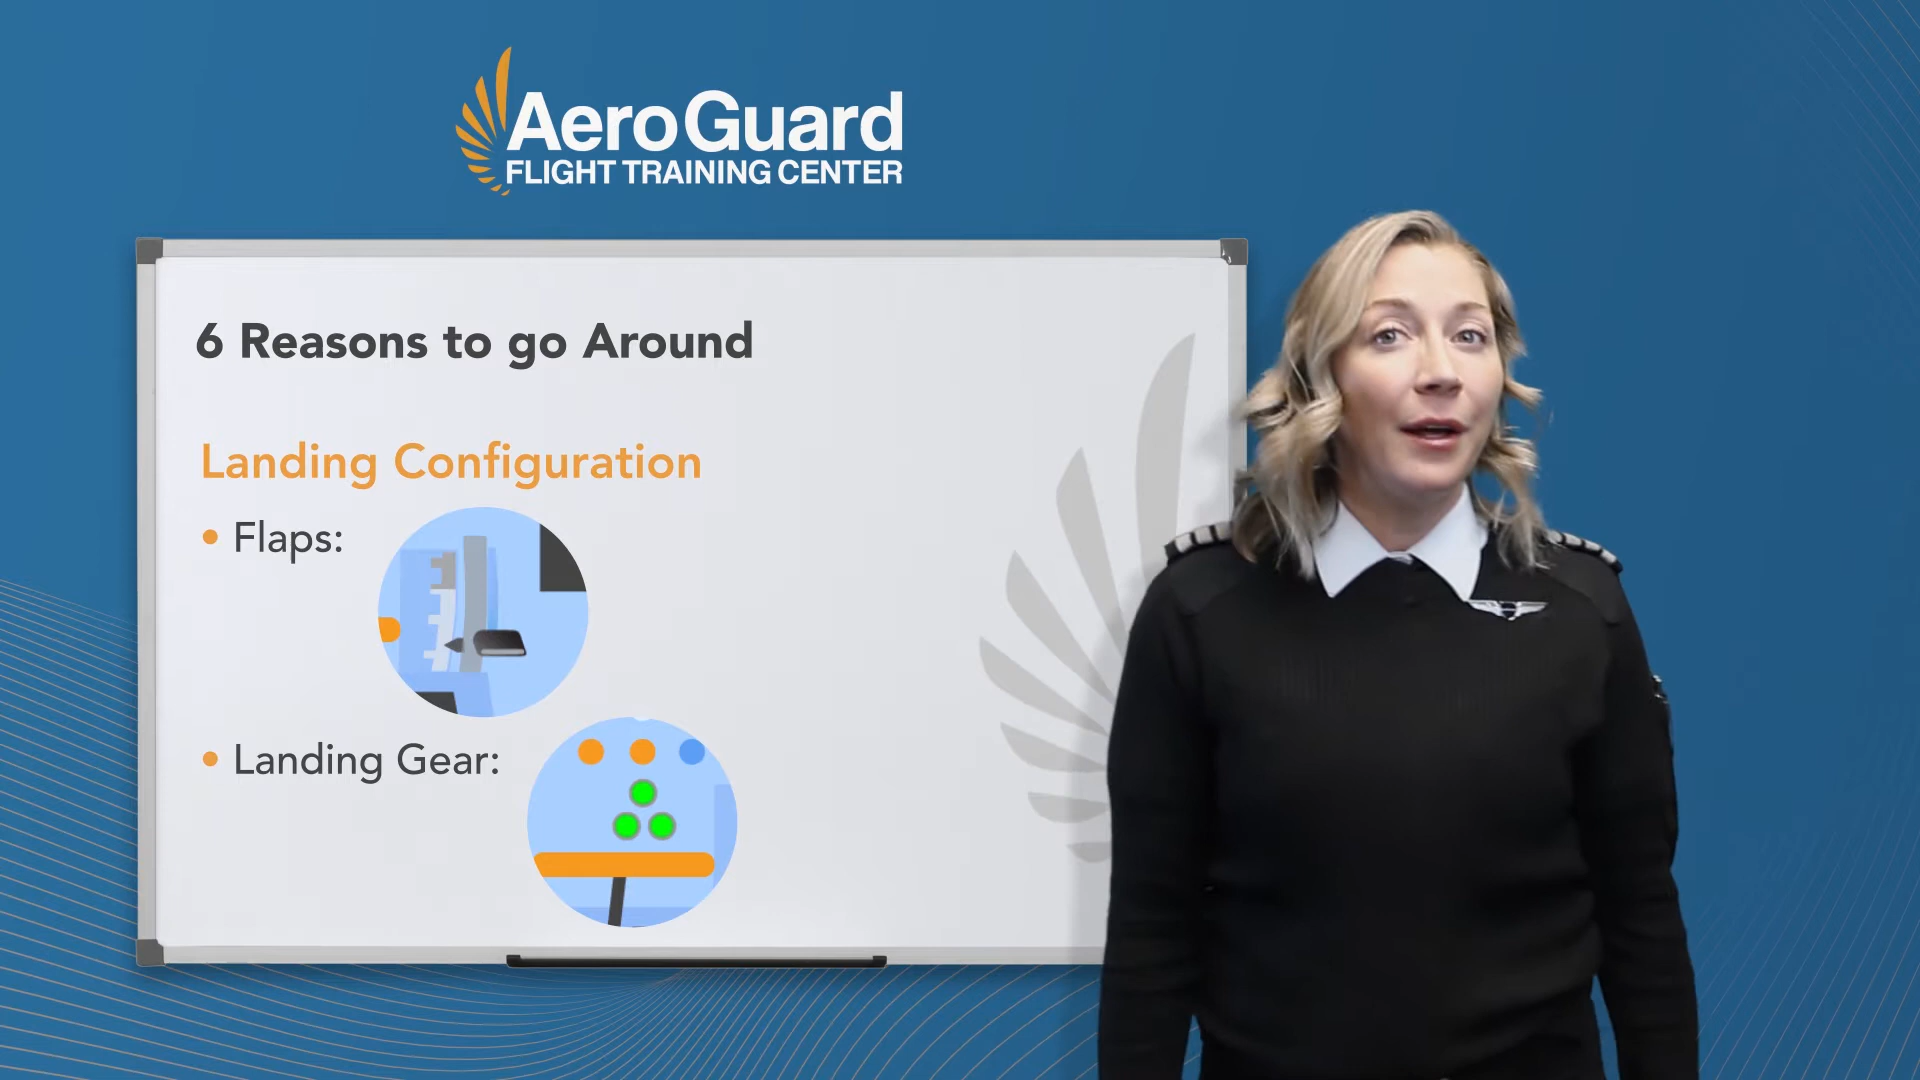 AeroGuard
FLIGHT TRAINING CENTER
6 Reasons to go Around
Landing Configuration
• Flaps:
• Landing Gear: